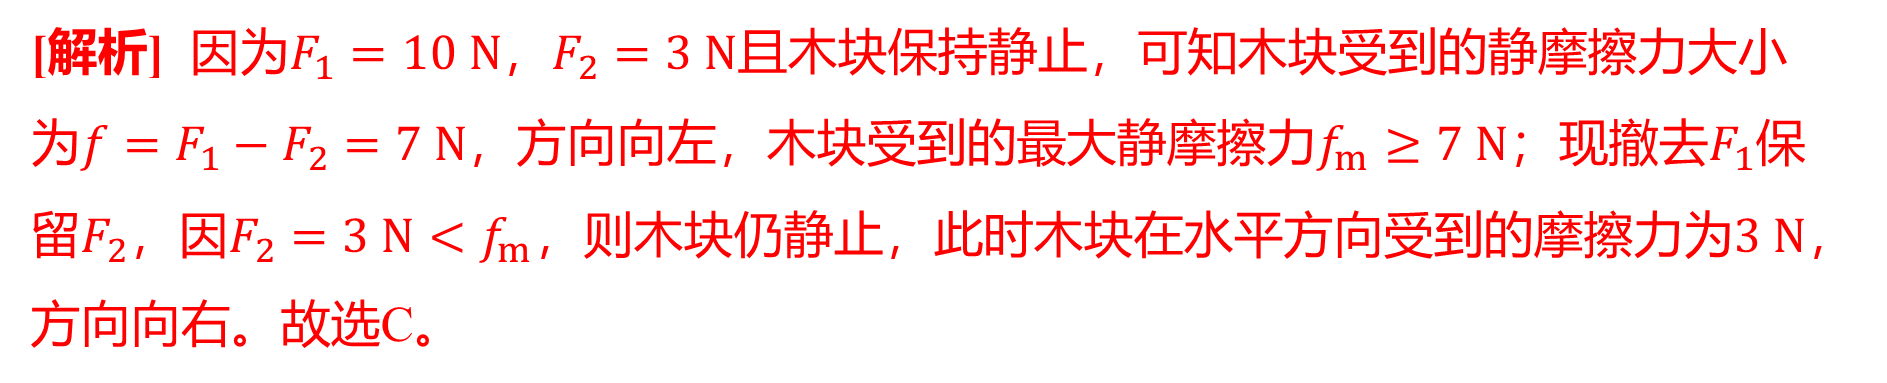 [解析] 因为F₁ = 10 N，F₂ = 3 N且木块保持静止，可知木块受到的静摩擦力大小
为f = F₁ − F₂ = 7 N，方向向左，木块受到的最大静摩擦力fₘ ≥ 7 N；现撤去F₁保
留F₂，因F₂ = 3 N < fₘ，则木块仍静止，此时木块在水平方向受到的摩擦力为3 N，
方向向右。故选C。